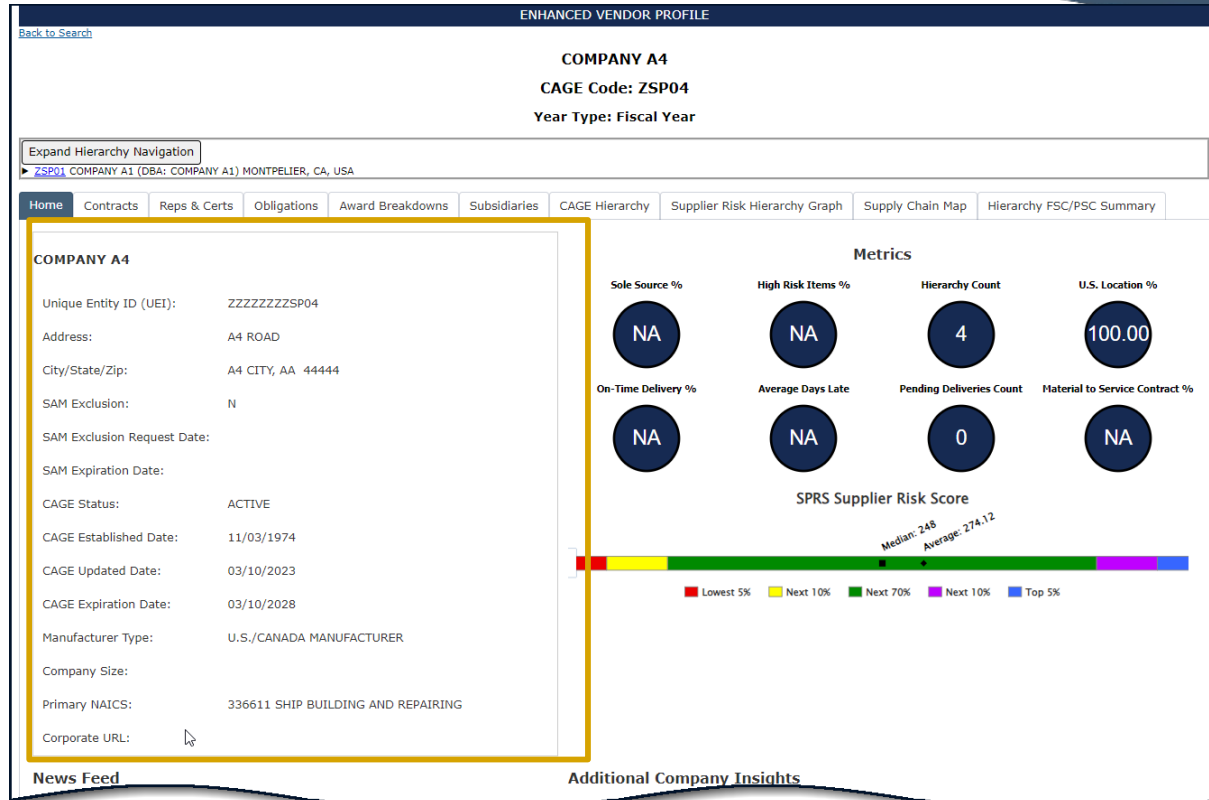 ENHANCED VENDOR PROFILE
Back to Search
COMPANY A4
CAGE Code: ZSP04
Year Type: Fiscal Year
Expand Hierarchy Navigation
ZSP01 COMPANY A1 (DBA: COMPANY A1) MONTPELIER, CA, USA
Home Contracts Reps & Certs Obligations Award Breakdowns Subsidiaries CAGE Hierarchy Supplier Risk Hierarchy Graph Supply Chain Map Hierarchy FSC/PSC Summary
COMPANY A4
Unique Entity ID (UEI): ZZZZZZZZSP04
Address: A4 ROAD
City/State/Zip: A4 CITY, AA 44444
SAM Exclusion: N
SAM Exclusion Request Date:
SAM Expiration Date:
CAGE Status: ACTIVE
CAGE Established Date: 11/03/1974
CAGE Updated Date: 03/10/2023
CAGE Expiration Date: 03/10/2028
Manufacturer Type: U.S./CANADA MANUFACTURER
Company Size:
Primary NAICS: 336611 SHIP BUILDING AND REPAIRING
Corporate URL:
Metrics
Sole Source % High Risk Items % Hierarchy Count U.S. Location %
NA NA 4 100.00
On-Time Delivery % Average Days Late Pending Deliveries Count Material to Service Contract %
NA NA 0 NA
SPRS Supplier Risk Score
Median: 248
Average: 274.12
Lowest 5% Next 10% Next 70% Next 10% Top 5%
News Feed
Additional Company Insights